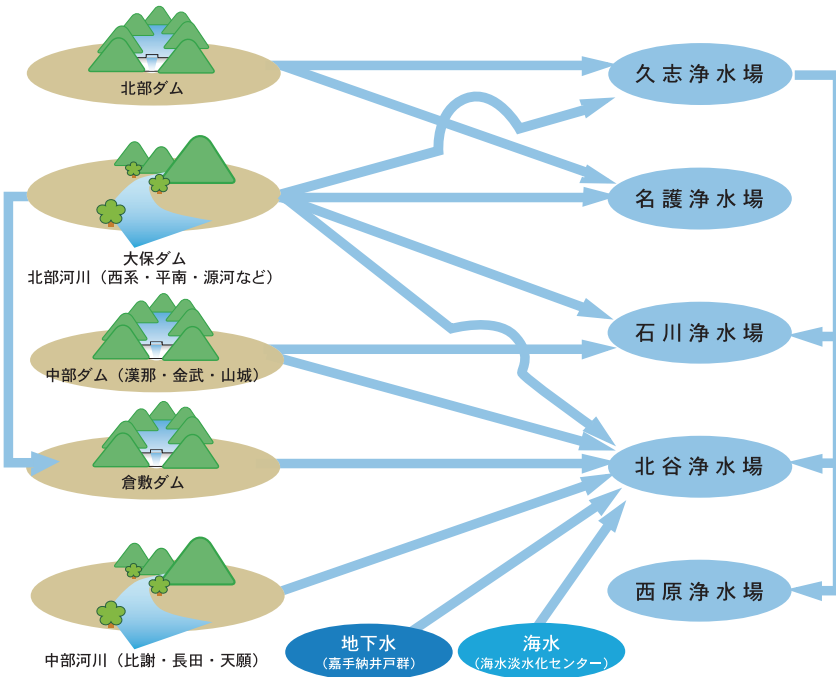 北部ダム
久志浄水場
名護浄水場
大保ダム
北部河川（西系・平南・源河など）
石川浄水場
中部ダム（漢那・金武・山城）
北谷浄水場
倉敷ダム
西原浄水場
中部河川（比謝・長田・天願）
地下水
（嘉手納井戸群）
海水
（海水淡水化センター）